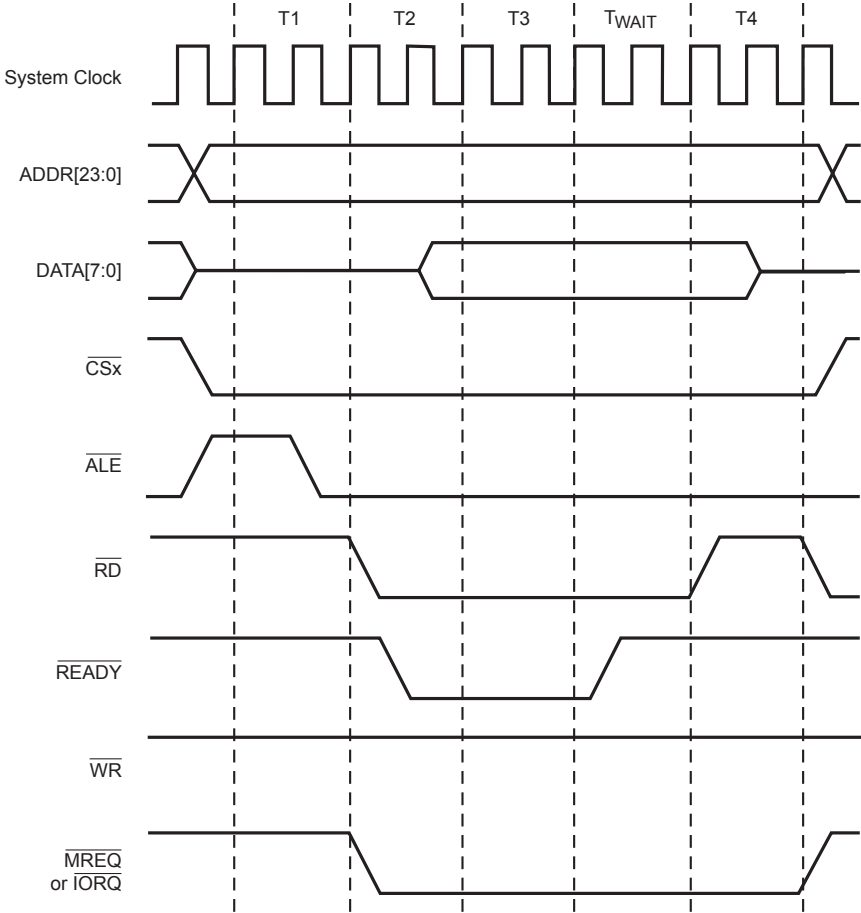 T1 T2 T3 TWAIT T4
System Clock
ADDR[23:0]
DATA[7:0]
CSx
ALE
RD
READY
WR
MREQ
or IORQ